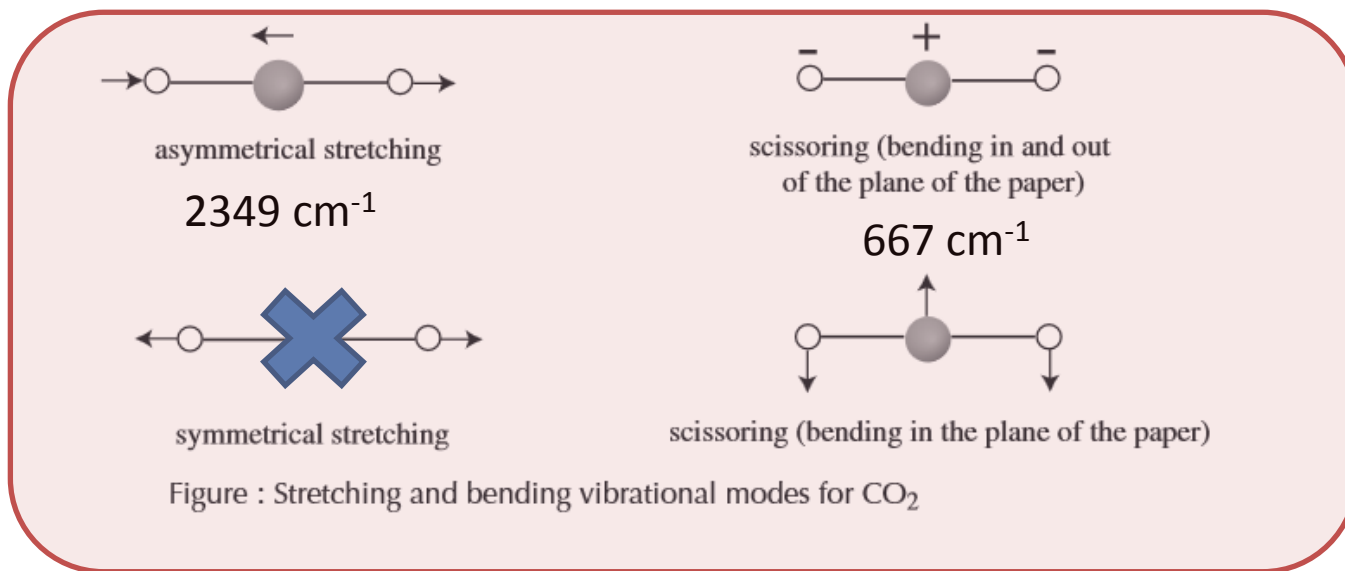 - + -
asymmetrical stretching
2349 cm⁻¹
scissoring (bending in and out
of the plane of the paper)
667 cm⁻¹
symmetrical stretching
scissoring (bending in the plane of the paper)
Figure : Stretching and bending vibrational modes for CO₂